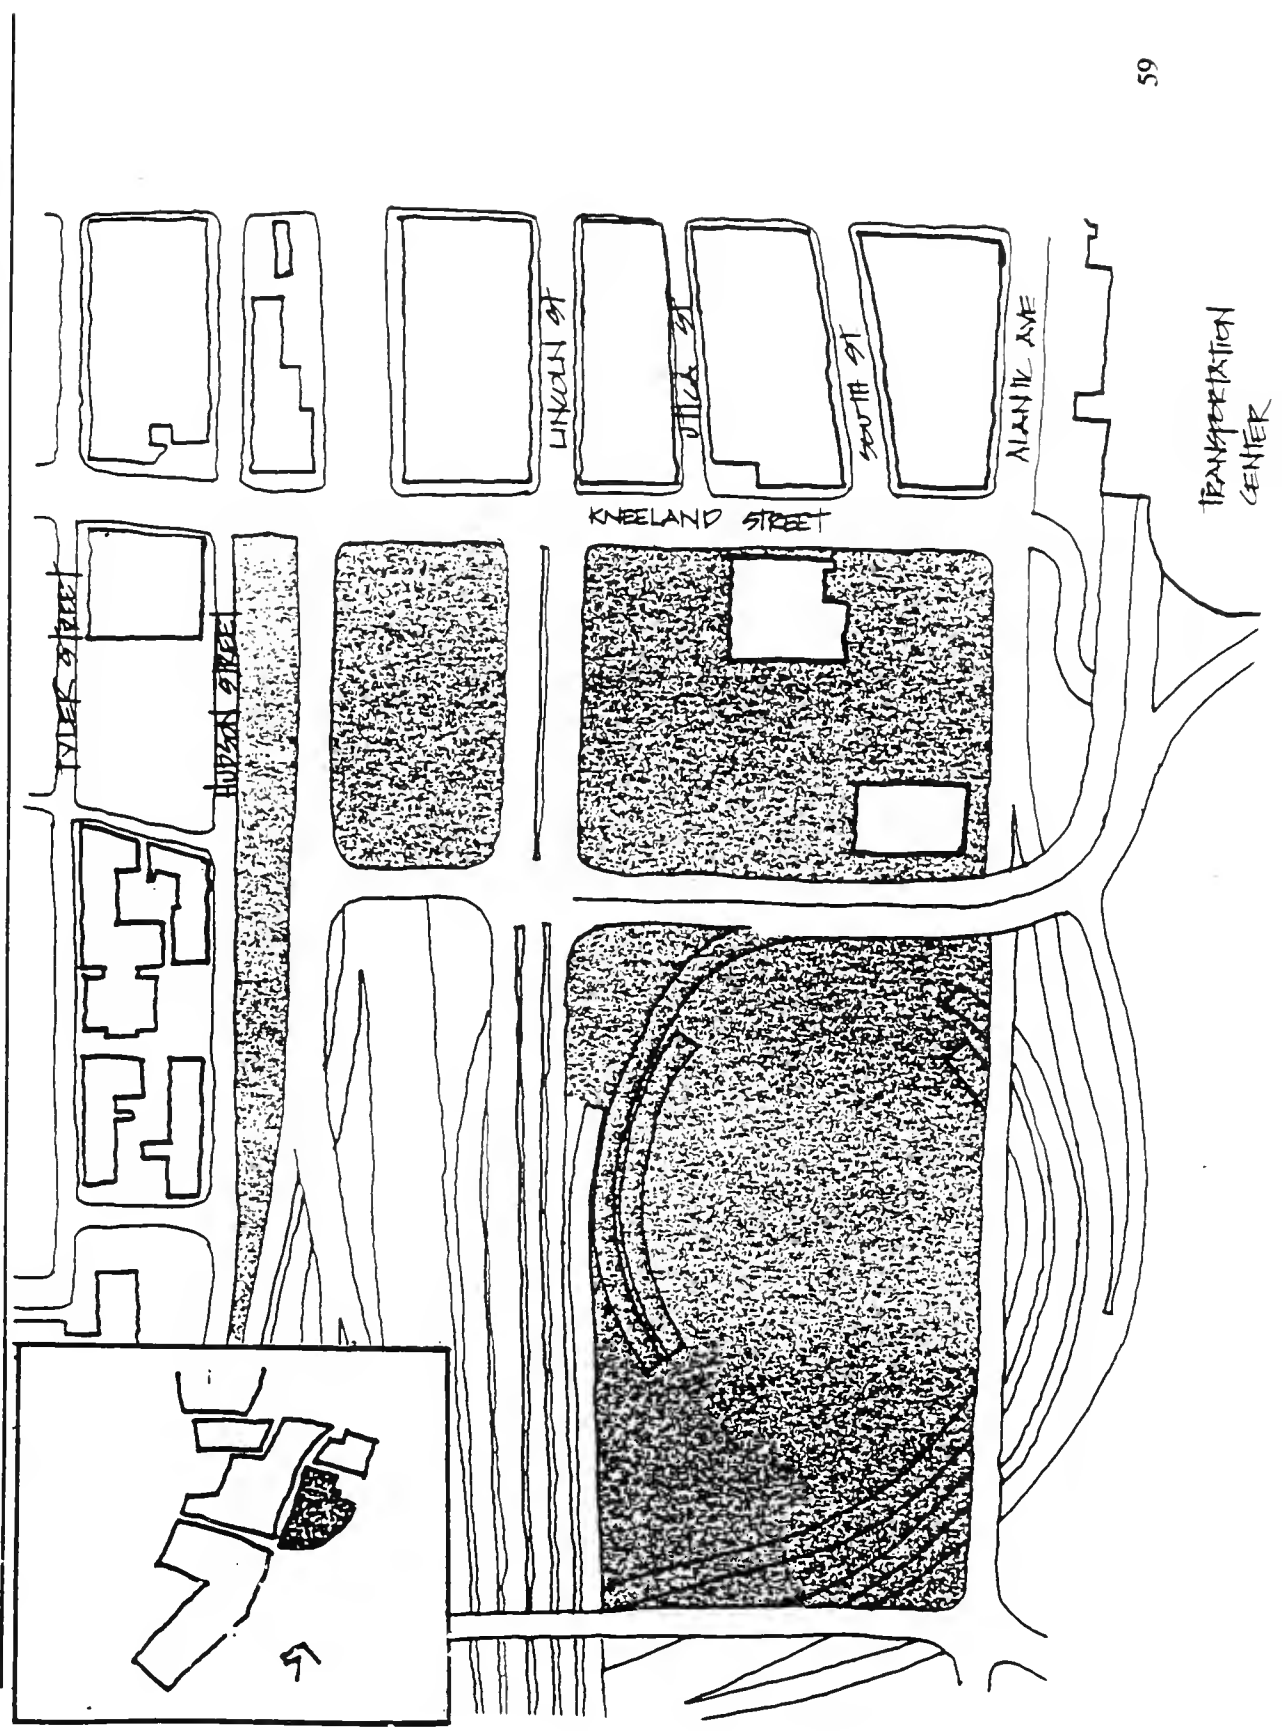 59
TYLER STREET
HUDSON STREET
KNEELAND STREET
LINCOLN ST
UTICA ST
SOUTH ST
ATLANTIC AVE
TRANSPORTATION
CENTER